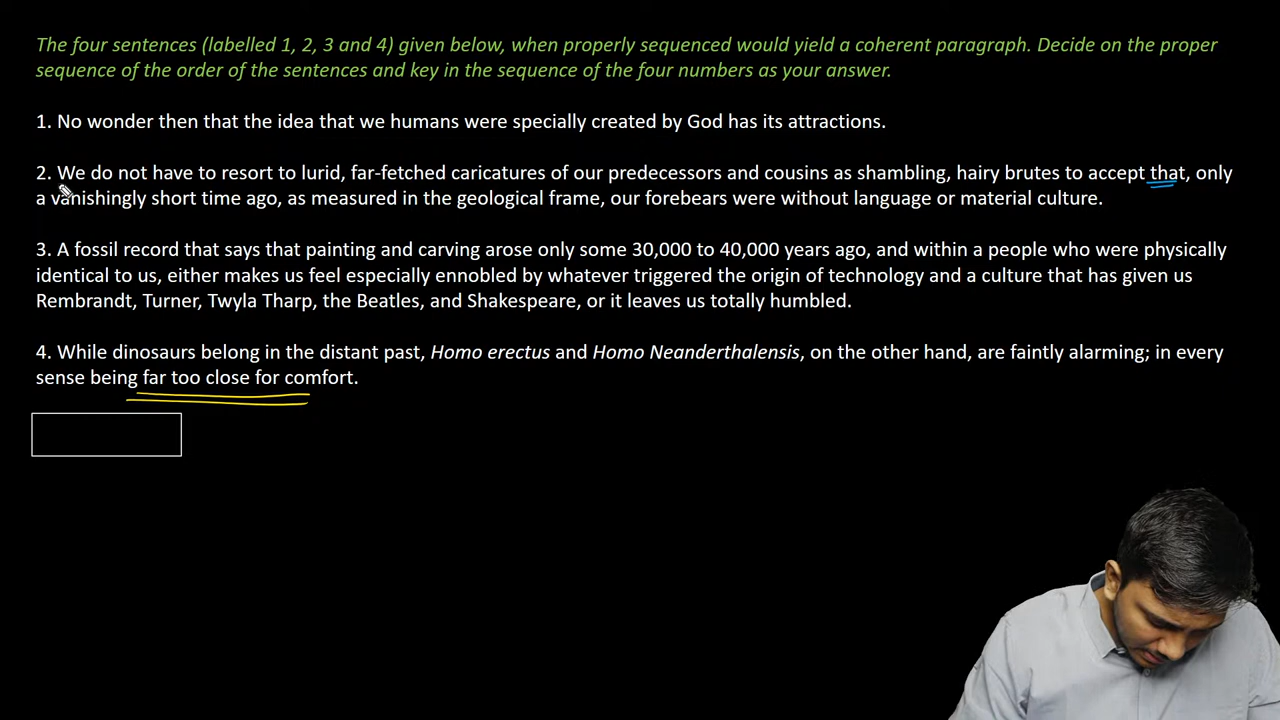 The four sentences (labelled 1, 2, 3 and 4) given below, when properly sequenced would yield a coherent paragraph. Decide on the proper
sequence of the order of the sentences and key in the sequence of the four numbers as your answer.
1. No wonder then that the idea that we humans were specially created by God has its attractions.
2. We do not have to resort to lurid, far-fetched caricatures of our predecessors and cousins as shambling, hairy brutes to accept that, only
a vanishingly short time ago, as measured in the geological frame, our forebears were without language or material culture.
3. A fossil record that says that painting and carving arose only some 30,000 to 40,000 years ago, and within a people who were physically
identical to us, either makes us feel especially ennobled by whatever triggered the origin of technology and a culture that has given us
Rembrandt, Turner, Twyla Tharp, the Beatles, and Shakespeare, or it leaves us totally humbled.
4. While dinosaurs belong in the distant past, Homo erectus and Homo Neanderthalensis, on the other hand, are faintly alarming; in every
sense being far too close for comfort.